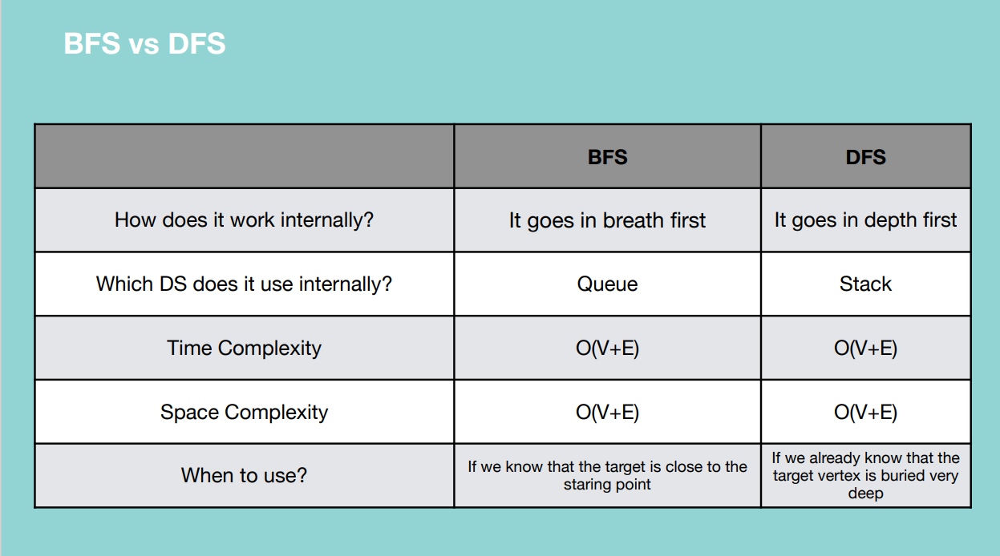 BFS vs DFS
BFS
DFS
How does it work internally?
It goes in breath first
It goes in depth first
Which DS does it use internally?
Queue
Stack
Time Complexity
O(V+E)
O(V+E)
Space Complexity
O(V+E)
O(V+E)
When to use?
If we know that the target is close to the
staring point
If we already know that the
target vertex is buried very
deep